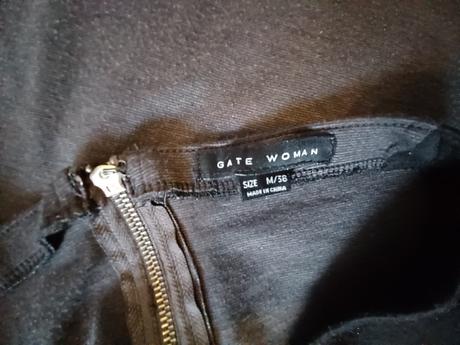 GATE WOMAN
SIZE M/38
MADE IN CHINA